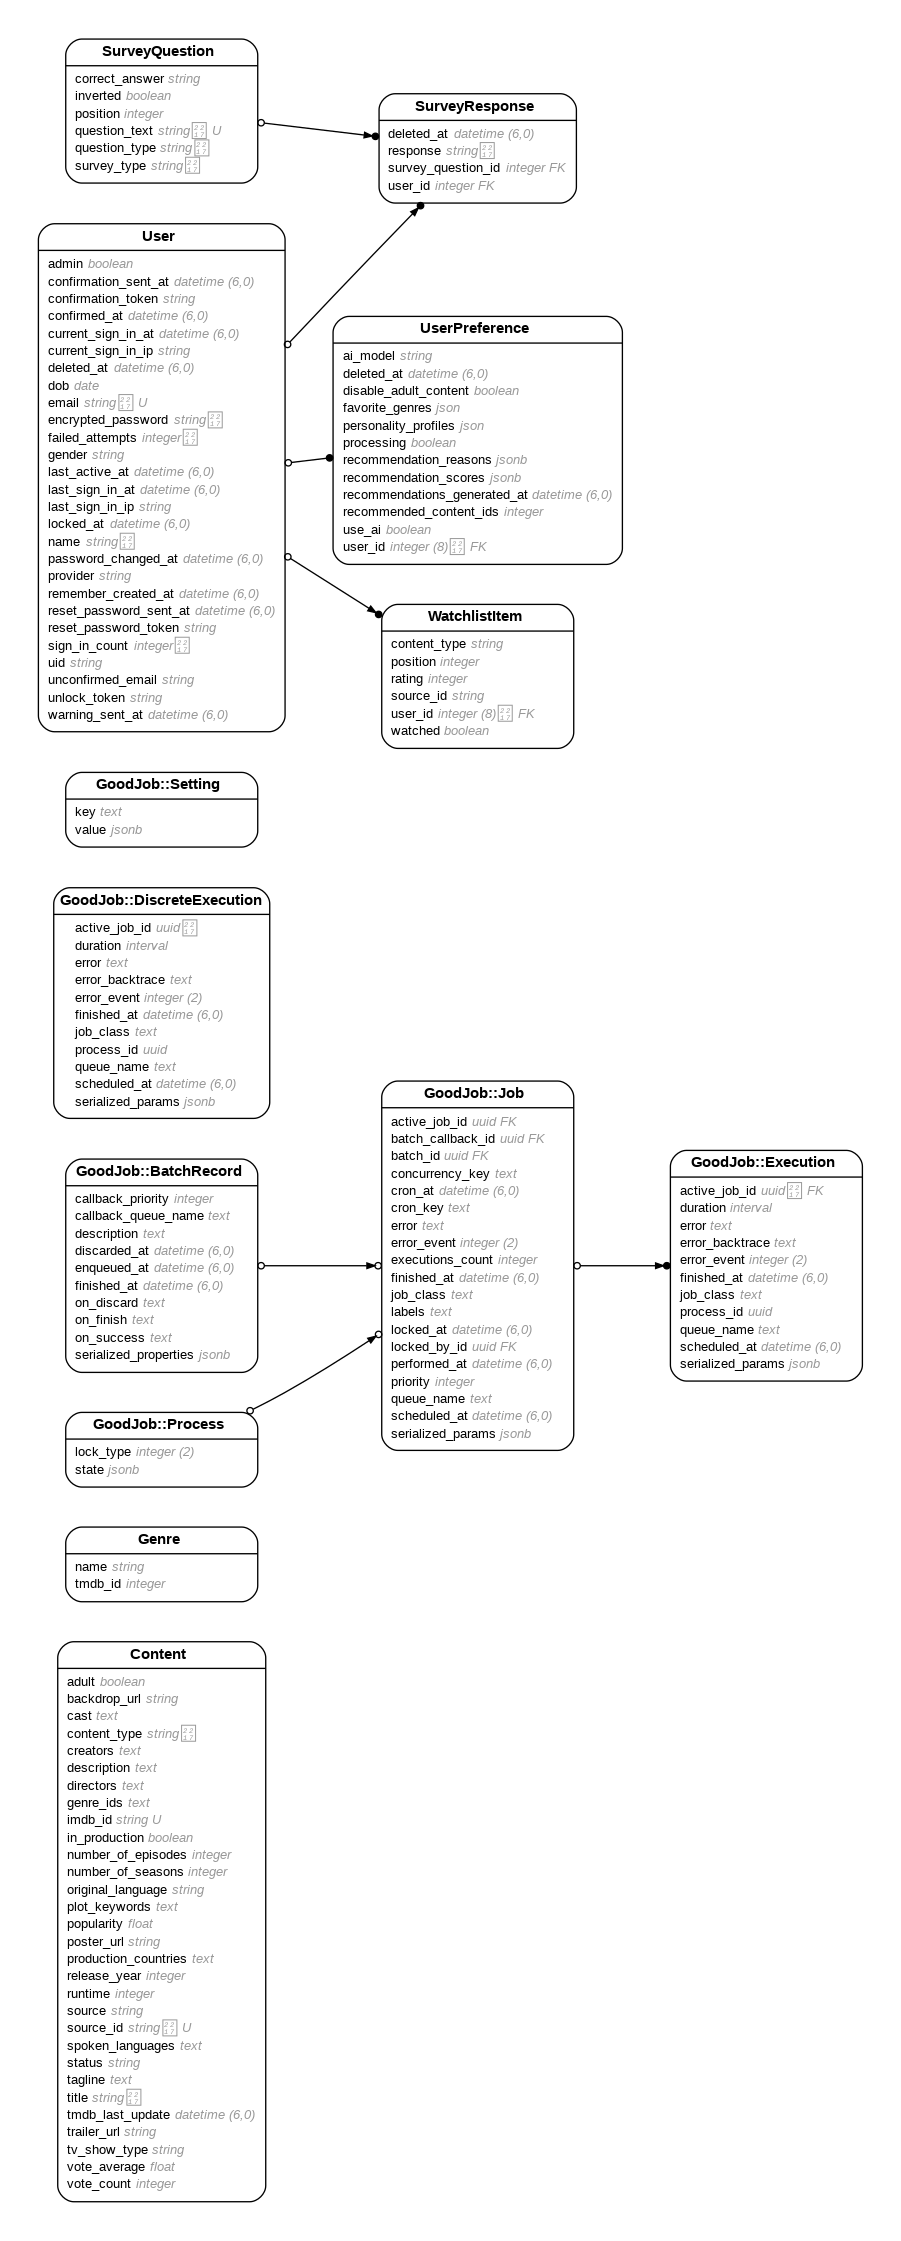 SurveyQuestion
correct_answer string
inverted boolean
position integer
question_text string∗ U
question_type string∗
survey_type string∗
SurveyResponse
deleted_at datetime (6,0)
response string∗
survey_question_id integer FK
user_id integer FK
User
admin boolean
confirmation_sent_at datetime (6,0)
confirmation_token string
confirmed_at datetime (6,0)
current_sign_in_at datetime (6,0)
current_sign_in_ip string
deleted_at datetime (6,0)
dob date
email string∗ U
encrypted_password string∗
failed_attempts integer∗
gender string
last_active_at datetime (6,0)
last_sign_in_at datetime (6,0)
last_sign_in_ip string
locked_at datetime (6,0)
name string∗
password_changed_at datetime (6,0)
provider string
remember_created_at datetime (6,0)
reset_password_sent_at datetime (6,0)
reset_password_token string
sign_in_count integer∗
uid string
unconfirmed_email string
unlock_token string
warning_sent_at datetime (6,0)
UserPreference
ai_model string
deleted_at datetime (6,0)
disable_adult_content boolean
favorite_genres json
personality_profiles json
processing boolean
recommendation_reasons jsonb
recommendation_scores jsonb
recommendations_generated_at datetime (6,0)
recommended_content_ids integer
use_ai boolean
user_id integer (8)∗ FK
WatchlistItem
content_type string
position integer
rating integer
source_id string
user_id integer (8)∗ FK
watched boolean
GoodJob::Setting
key text
value jsonb
GoodJob::DiscreteExecution
active_job_id uuid∗
duration interval
error text
error_backtrace text
error_event integer (2)
finished_at datetime (6,0)
job_class text
process_id uuid
queue_name text
scheduled_at datetime (6,0)
serialized_params jsonb
GoodJob::BatchRecord
callback_priority integer
callback_queue_name text
description text
discarded_at datetime (6,0)
enqueued_at datetime (6,0)
finished_at datetime (6,0)
on_discard text
on_finish text
on_success text
serialized_properties jsonb
GoodJob::Job
active_job_id uuid FK
batch_callback_id uuid FK
batch_id uuid FK
concurrency_key text
cron_at datetime (6,0)
cron_key text
error text
error_event integer (2)
executions_count integer
finished_at datetime (6,0)
job_class text
labels text
locked_at datetime (6,0)
locked_by_id uuid FK
performed_at datetime (6,0)
priority integer
queue_name text
scheduled_at datetime (6,0)
serialized_params jsonb
GoodJob::Execution
active_job_id uuid∗ FK
duration interval
error text
error_backtrace text
error_event integer (2)
finished_at datetime (6,0)
job_class text
process_id uuid
queue_name text
scheduled_at datetime (6,0)
serialized_params jsonb
GoodJob::Process
lock_type integer (2)
state jsonb
Genre
name string
tmdb_id integer
Content
adult boolean
backdrop_url string
cast text
content_type string∗
creators text
description text
directors text
genre_ids text
imdb_id string U
in_production boolean
number_of_episodes integer
number_of_seasons integer
original_language string
plot_keywords text
popularity float
poster_url string
production_countries text
release_year integer
runtime integer
source string
source_id string∗ U
spoken_languages text
status string
tagline text
title string∗
tmdb_last_update datetime (6,0)
trailer_url string
tv_show_type string
vote_average float
vote_count integer